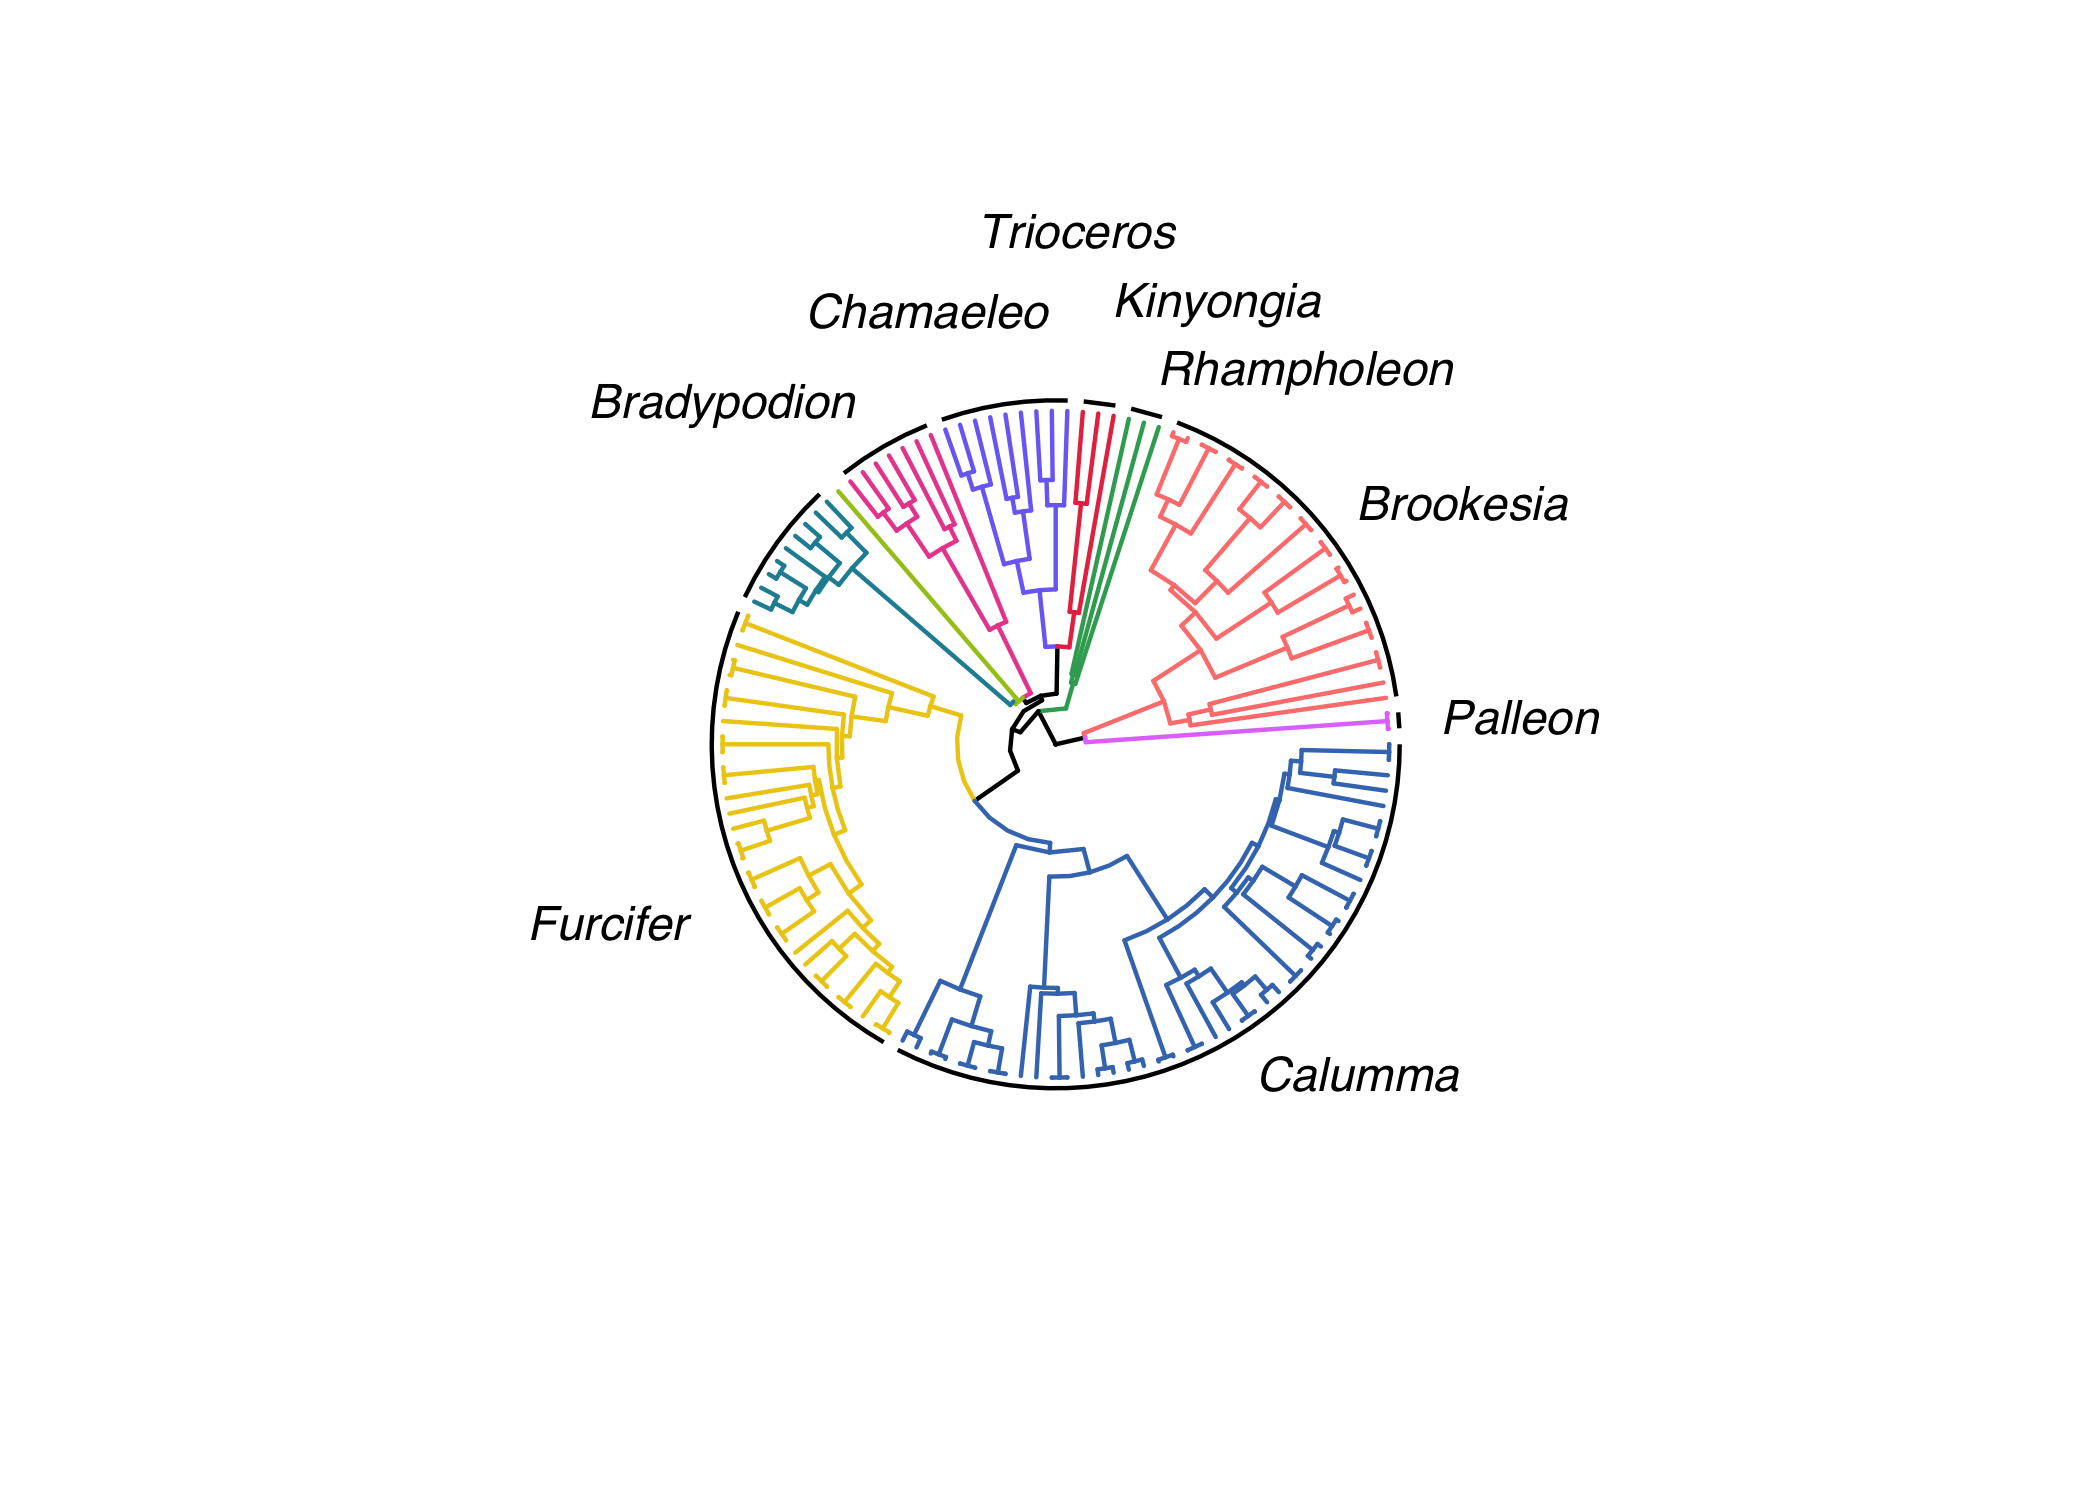 Trioceros
Kinyongia
Chamaeleo
Rhampholeon
Bradypodion
Brookesia
Palleon
Furcifer
Calumma